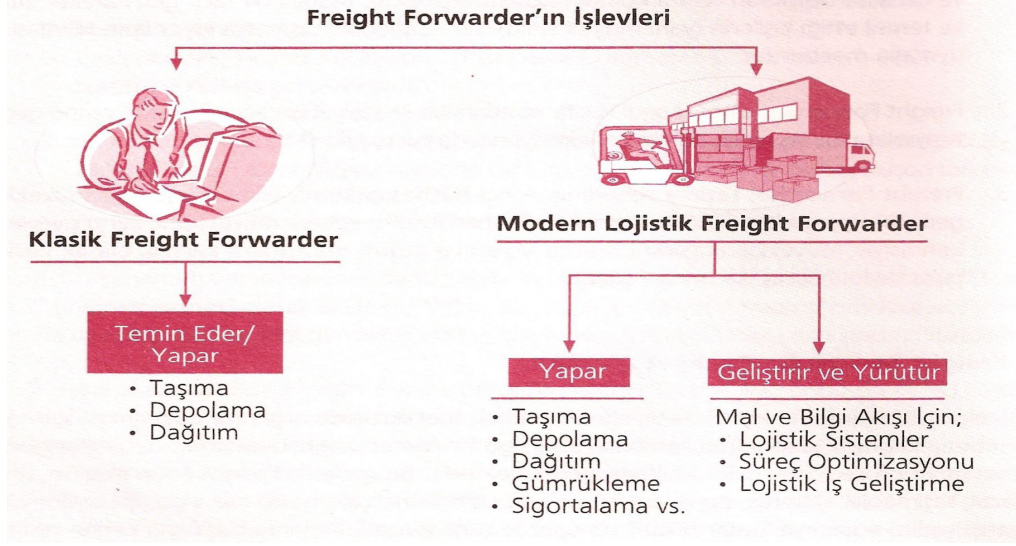 Freight Forwarder'ın İşlevleri
Klasik Freight Forwarder
Temin Eder/
Yapar
• Taşıma
• Depolama
• Dağıtım
Modern Lojistik Freight Forwarder
Yapar
• Taşıma
• Depolama
Dağıtım
• Gümrükleme
• Sigortalama vs.
Geliştirir ve Yürütür
Mal ve Bilgi Akışı İçin;
• Lojistik Sistemler
• Süreç Optimizasyonu
• Lojistik İş Geliştirme